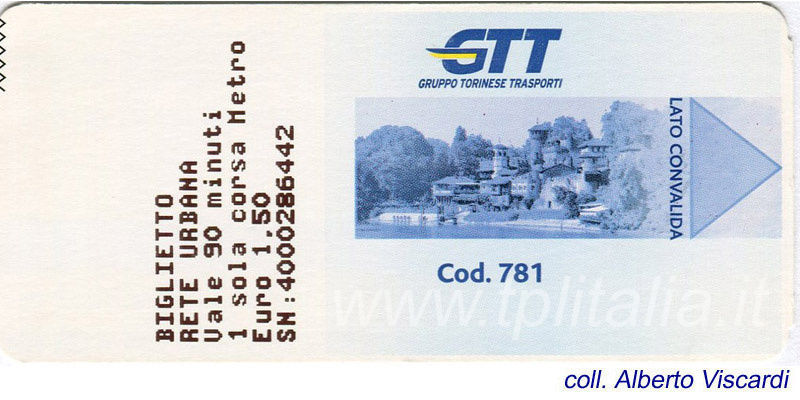 BIGLIETTO
RETE URBANA
Vale 90 minuti
1 sola corsa Metro
Euro 1,50
SN:4000286442
GTT
GRUPPO TORINESE TRASPORTI
LATO CONVALIDA
Cod. 781
www.tplitalia.it
coll. Alberto Viscardi